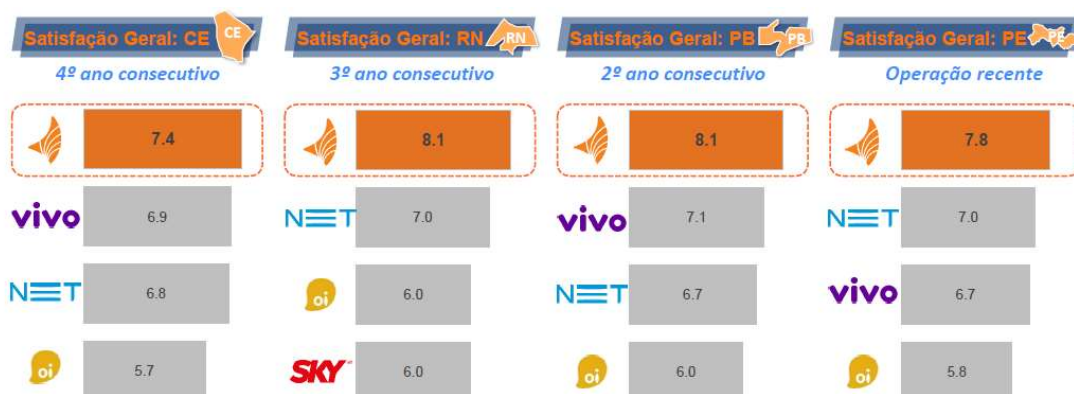 Satisfação Geral: CE
CE
4º ano consecutivo
7.4
vivo
6.9
NET
6.8
oi
5.7
Satisfação Geral: RN
RN
3º ano consecutivo
8.1
NET
7.0
oi
6.0
SKY
6.0
Satisfação Geral: PB
PB
2º ano consecutivo
8.1
vivo
7.1
NET
6.7
oi
6.0
Satisfação Geral: PE
PE
Operação recente
7.8
NET
7.0
vivo
6.7
oi
5.8